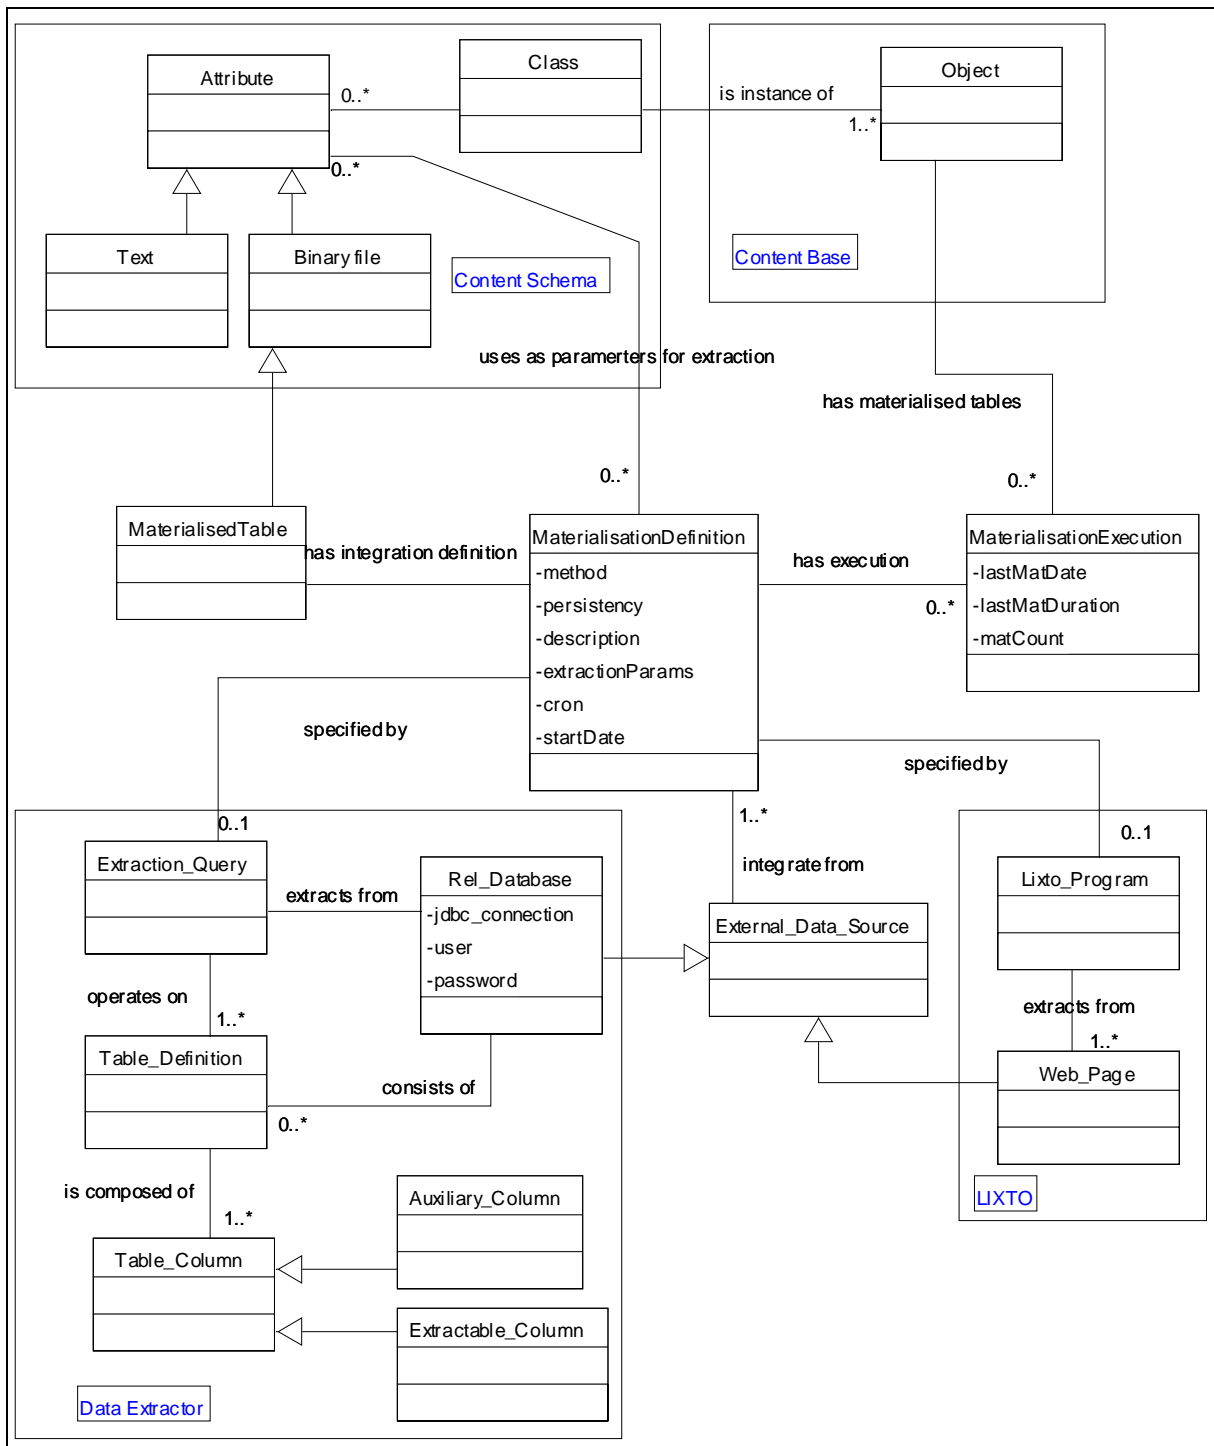 Attribute
Class
Object
0..*
is instance of
1..*
0..*
Text
Binaryfile
Content Schema
Content Base
uses as paramerters for extraction
has materialised tables
0..*
0..*
MaterialisedTable
has integration definition
MaterialisationDefinition
-method
-persistency
-description
-extractionParams
-cron
-startDate
has execution
0..*
MaterialisationExecution
-lastMatDate
-lastMatDuration
-matCount
specified by
specified by
0..1
1..*
0..1
Extraction_Query
extracts from
Rel_Database
-jdbc_connection
-user
-password
integrate from
External_Data_Source
Lixto_Program
operates on
1..*
extracts from
1..*
Table_Definition
consists of
0..*
Web_Page
is composed of
1..*
Auxiliary_Column
LIXTO
Table_Column
Extractable_Column
Data Extractor